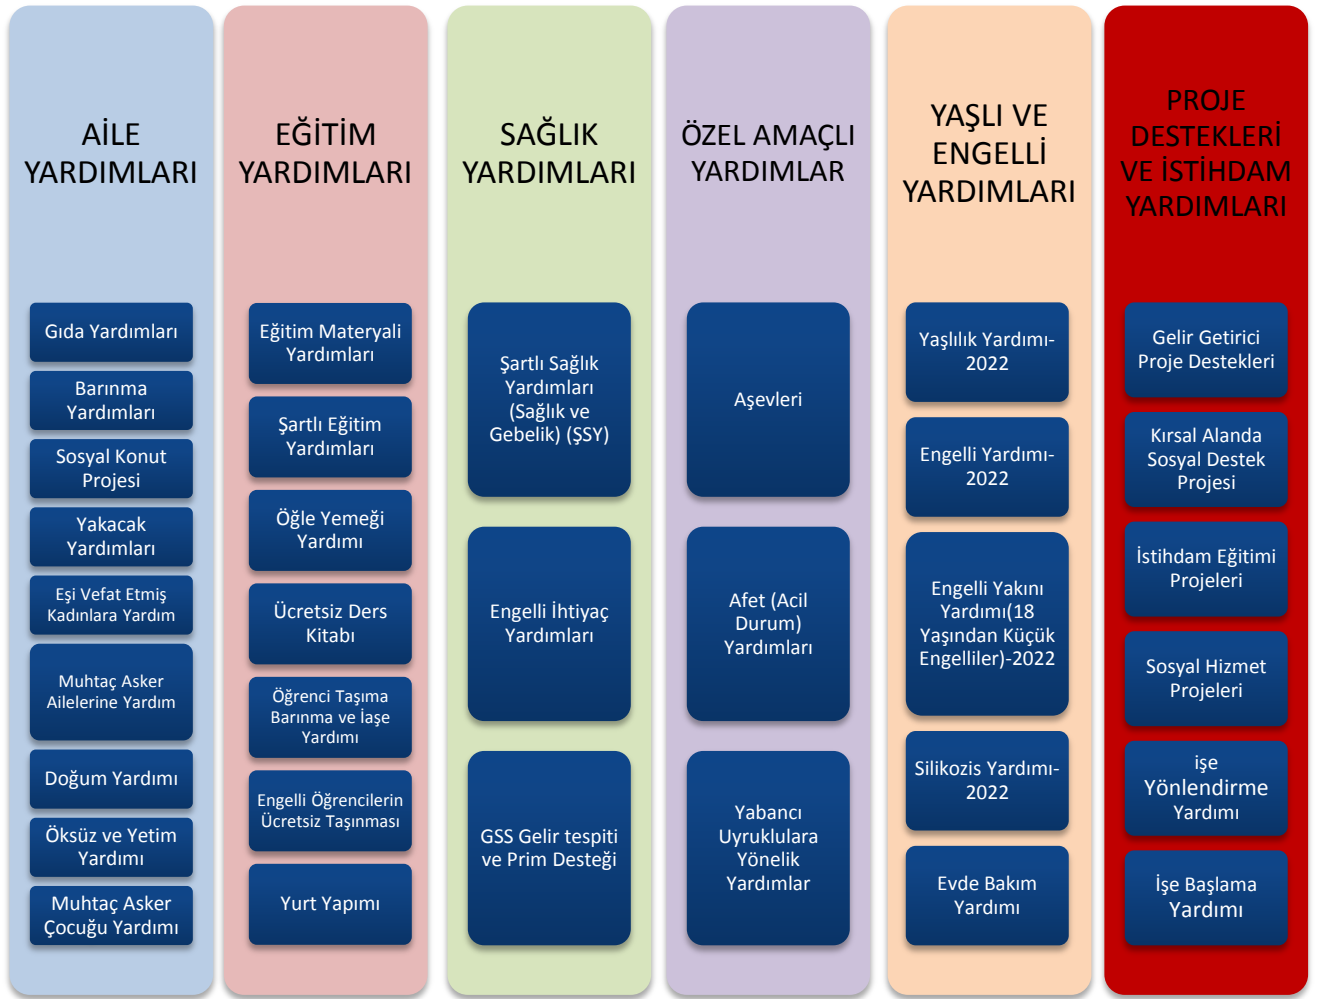 AİLE
YARDIMLARI
Gıda Yardımları
Barınma
Yardımları
Sosyal Konut
Projesi
Yakacak
Yardımları
Eşi Vefat Etmiş
Kadınlara Yardım
Muhtaç Asker
Ailelerine Yardım
Doğum Yardımı
Öksüz ve Yetim
Yardımı
Muhtaç Asker
Çocuğu Yardımı
EĞİTİM
YARDIMLARI
Eğitim Materyali
Yardımları
Şartlı Eğitim
Yardımları
Öğle Yemeği
Yardımı
Ücretsiz Ders
Kitabı
Öğrenci Taşıma
Barınma ve İaşe
Yardımı
Engelli Öğrencilerin
Ücretsiz Taşınması
Yurt Yapımı
SAĞLIK
YARDIMLARI
Şartlı Sağlık
Yardımları
(Sağlık ve
Gebelik) (ŞSY)
Engelli İhtiyaç
Yardımları
GSS Gelir tespiti
ve Prim Desteği
ÖZEL AMAÇLI
YARDIMLAR
Aşevleri
Afet (Acil
Durum)
Yardımları
Yabancı
Uyruklulara
Yönelik
Yardımlar
YAŞLI VE
ENGELLİ
YARDIMLARI
Yaşlılık Yardımı-
2022
Engelli Yardımı-
2022
Engelli Yakını
Yardımı(18
Yaşından Küçük
Engelliler)-2022
Silikozis Yardımı-
2022
Evde Bakım
Yardımı
PROJE
DESTEKLERİ
VE İSTİHDAM
YARDIMLARI
Gelir Getirici
Proje Destekleri
Kırsal Alanda
Sosyal Destek
Projesi
İstihdam Eğitimi
Projeleri
Sosyal Hizmet
Projeleri
işe
Yönlendirme
Yardımı
İşe Başlama
Yardımı